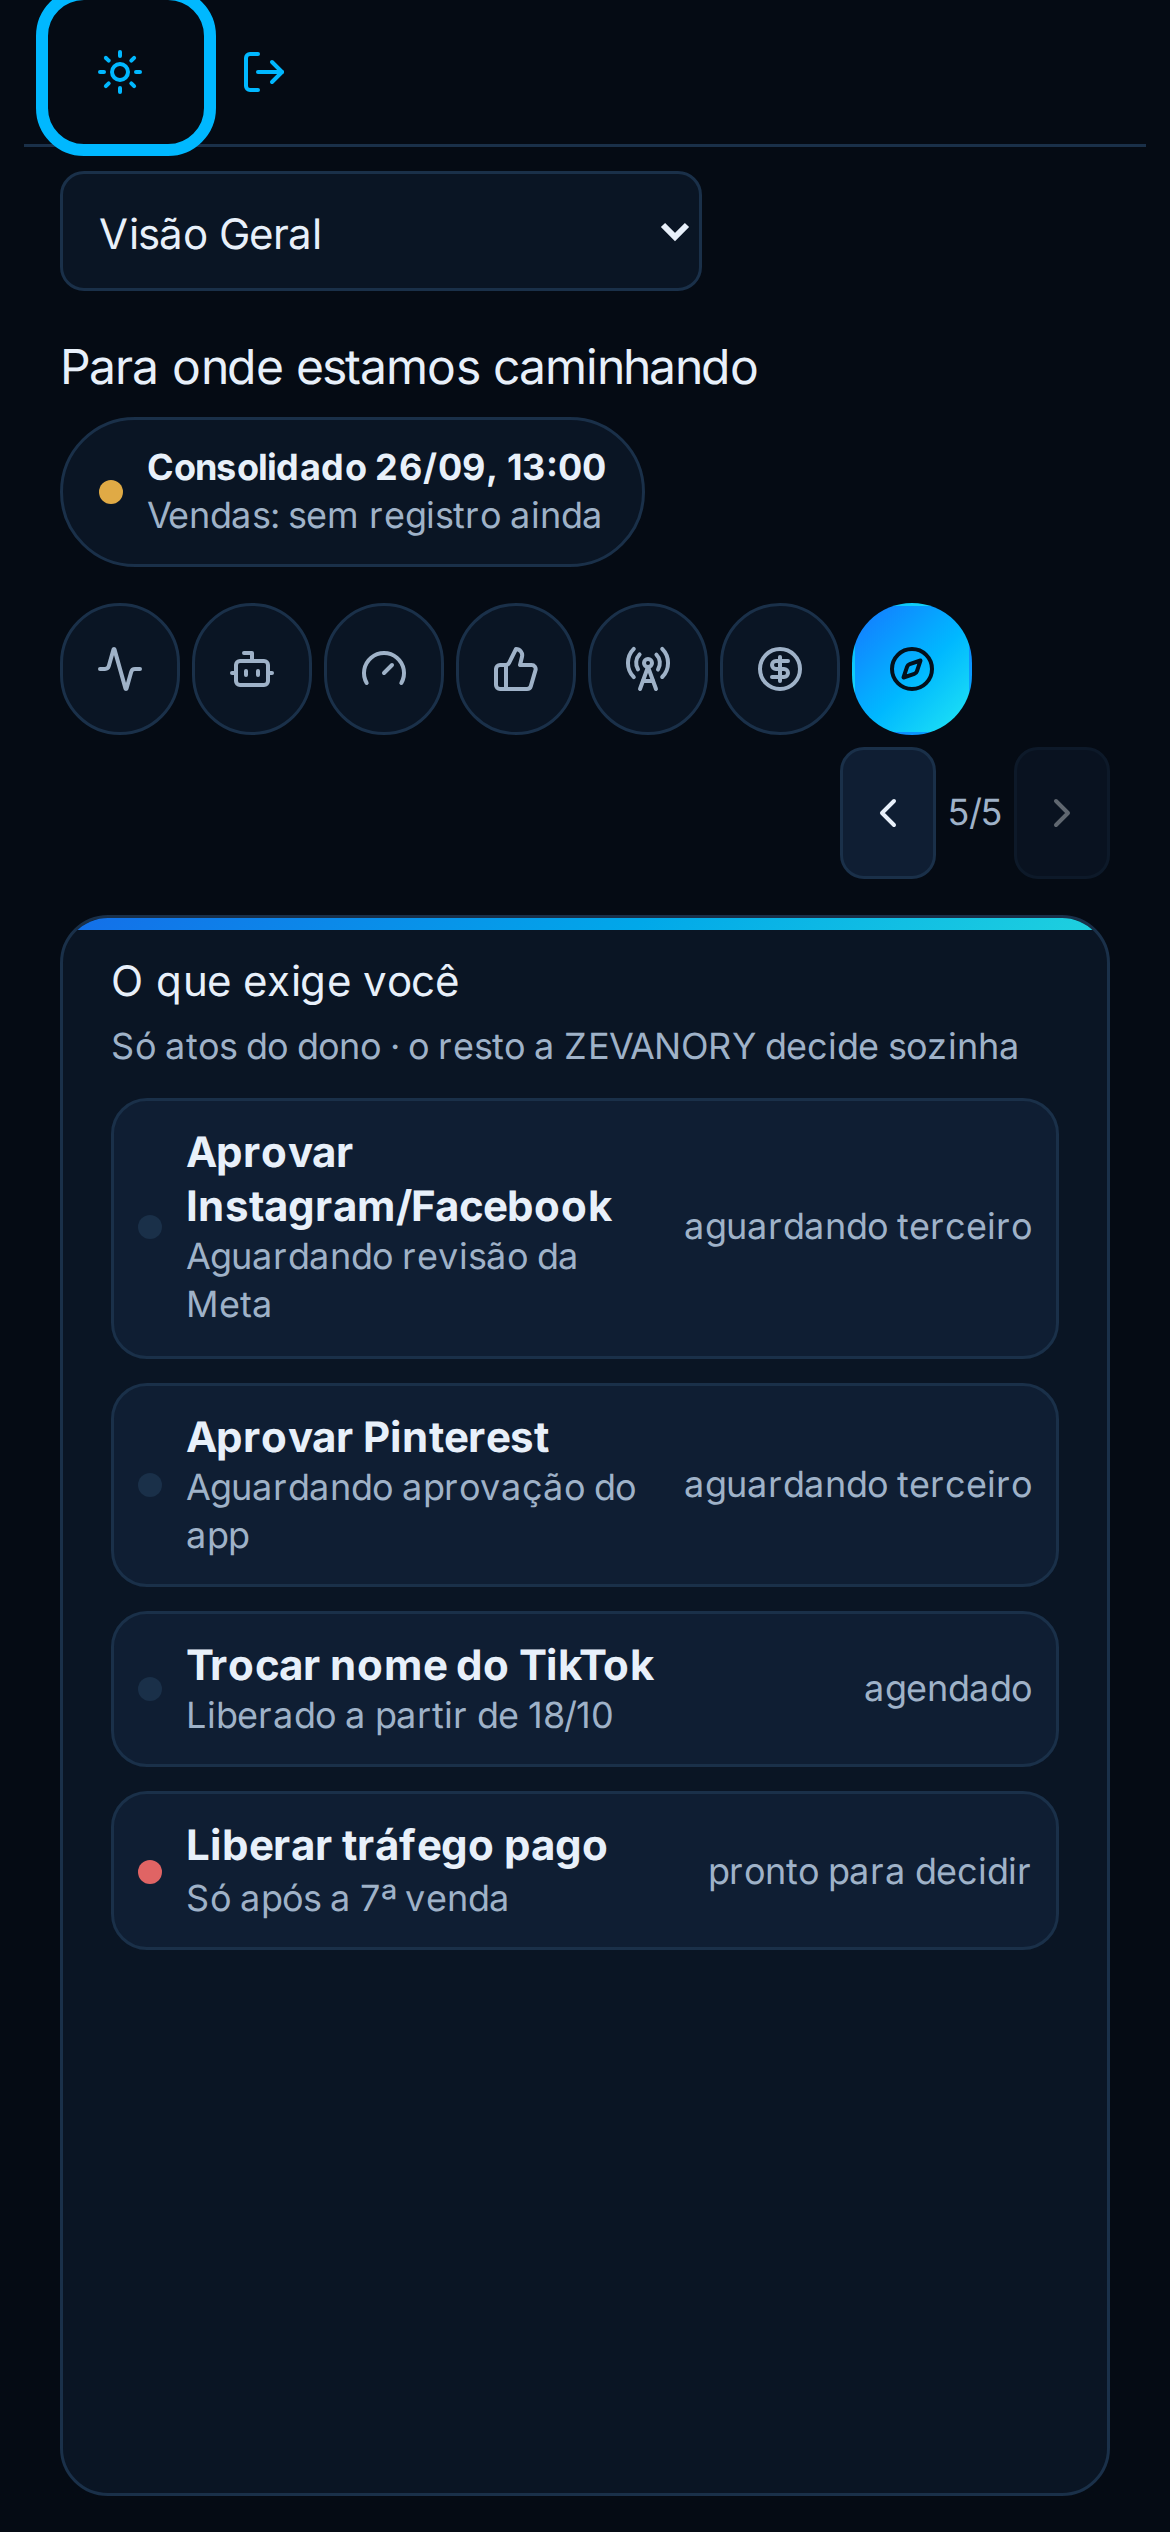 Visão Geral
Para onde estamos caminhando
Consolidado 26/09, 13:00
Vendas: sem registro ainda
5/5
O que exige você
Só atos do dono · o resto a ZEVANORY decide sozinha
Aprovar
Instagram/Facebook
Aguardando revisão da
Meta
aguardando terceiro
Aprovar Pinterest
Aguardando aprovação do
app
aguardando terceiro
Trocar nome do TikTok
Liberado a partir de 18/10
agendado
Liberar tráfego pago
Só após a 7ª venda
pronto para decidir